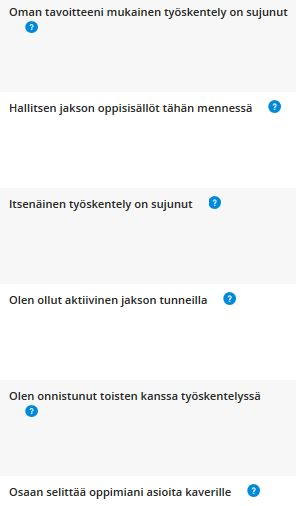 Oman tavoitteeni mukainen työskentely on sujunut
?
Hallitsen jakson oppisisällöt tähän mennessä ?
Itsenäinen työskentely on sujunut ?
Olen ollut aktiivinen jakson tunneilla ?
Olen onnistunut toisten kanssa työskentelyssä
?
Osaan selittää oppimiani asioita kaverille ?